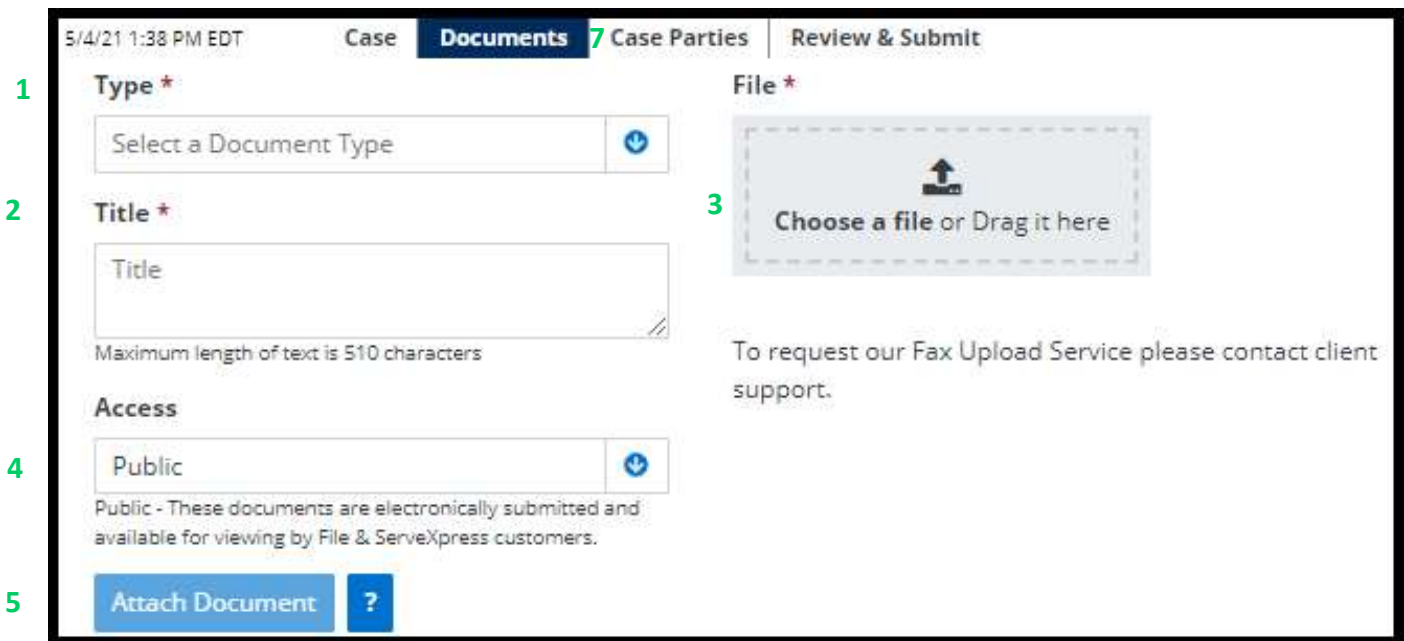 5/4/21 1:38 PM EDT Case Documents 7 Case Parties Review & Submit
1 Type * File *
Select a Document Type
2 Title * 3 Choose a file or Drag it here
Title
Maximum length of text is 510 characters
To request our Fax Upload Service please contact client
support.
Access
4 Public
Public - These documents are electronically submitted and
available for viewing by File & ServeXpress customers.
5 Attach Document ?